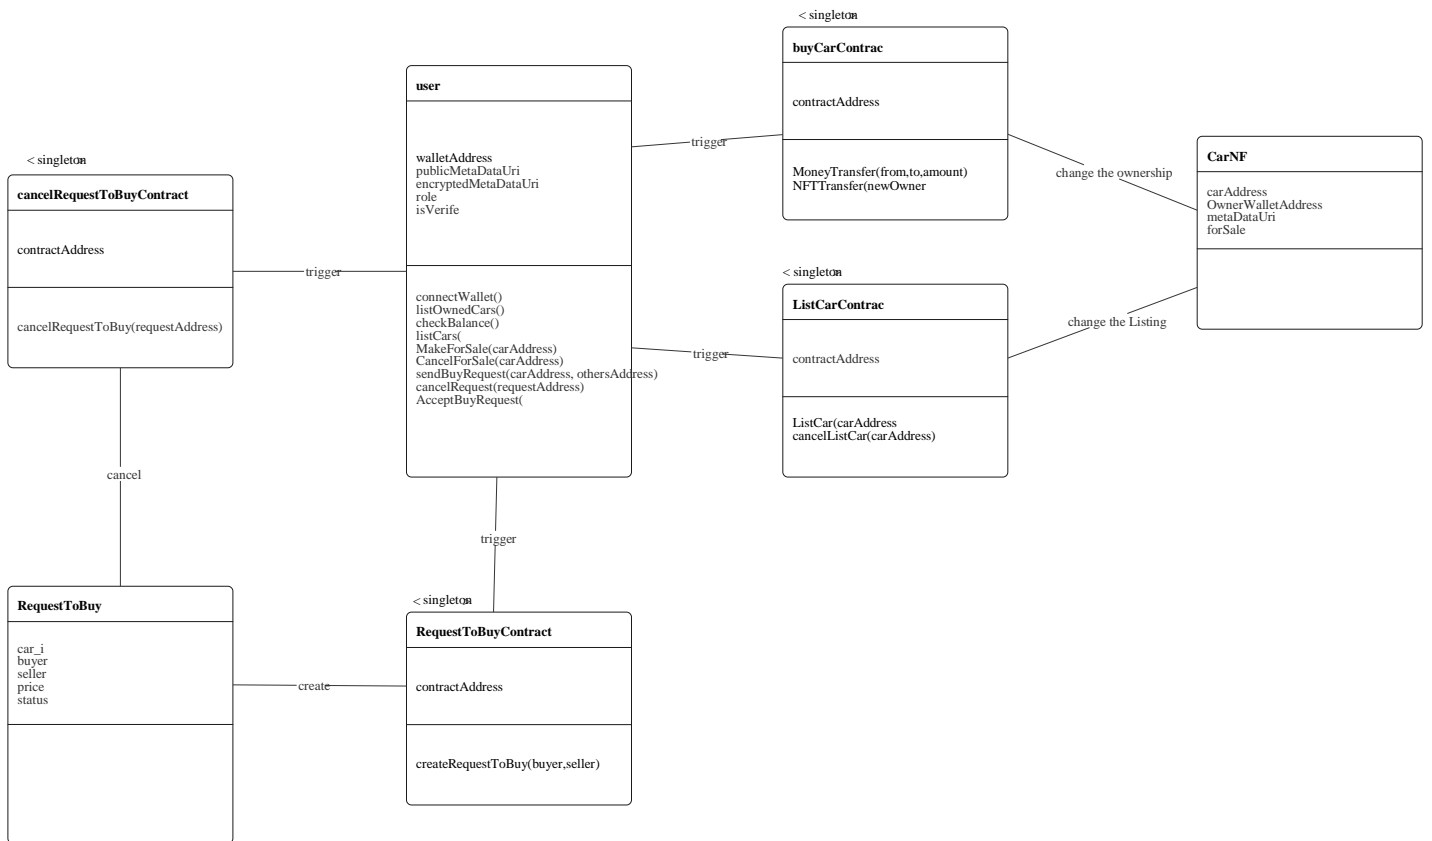 < singleton>
buyCarContrac
contractAddress
MoneyTransfer(from,to,amount)
NFTTransfer(newOwner
user
walletAddress
publicMetaDataUri
encryptedMetaDataUri
role
isVerife
connectWallet()
listOwnedCars()
checkBalance()
listCars(
MakeForSale(carAddress)
CancelForSale(carAddress)
sendBuyRequest(carAddress, othersAddress)
cancelRequest(requestAddress)
AcceptBuyRequest(
trigger
change the ownership
CarNF
carAddress
OwnerWalletAddress
metaDataUri
forSale
< singleton>
cancelRequestToBuyContract
contractAddress
cancelRequestToBuy(requestAddress)
trigger
< singleton>
ListCarContrac
contractAddress
ListCar(carAddress
cancelListCar(carAddress)
trigger
change the Listing
cancel
trigger
RequestToBuy
car_i
buyer
seller
price
status
create
< singleton>
RequestToBuyContract
contractAddress
createRequestToBuy(buyer,seller)